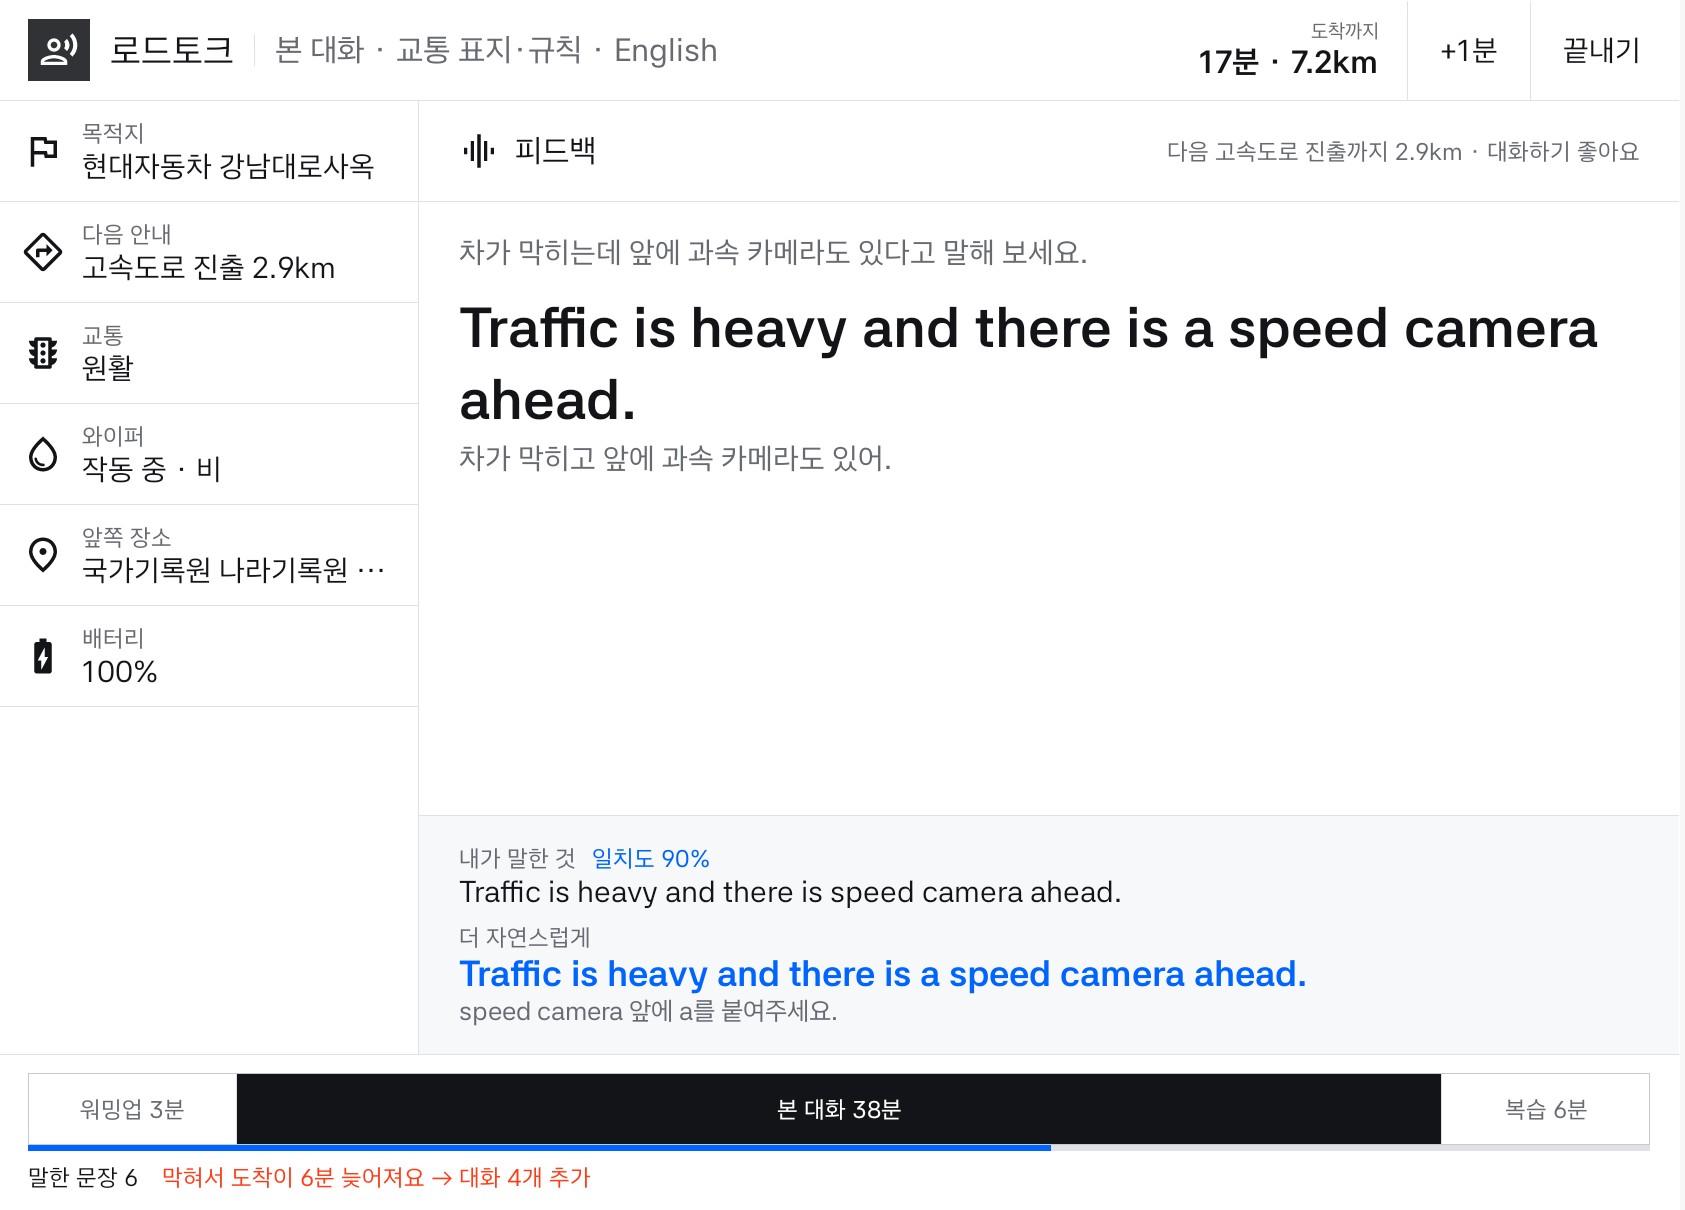 로드토크
본 대화 · 교통 표지·규칙 · English
도착까지
17분 · 7.2km
+1분
끝내기
목적지
현대자동차 강남대로사옥
다음 안내
고속도로 진출 2.9km
교통
원활
와이퍼
작동 중 · 비
앞쪽 장소
국가기록원 나라기록원 ⋯
배터리
100%
피드백
다음 고속도로 진출까지 2.9km · 대화하기 좋아요
차가 막히는데 앞에 과속 카메라도 있다고 말해 보세요.
Traffic is heavy and there is a speed camera
ahead.
차가 막히고 앞에 과속 카메라도 있어.
내가 말한 것 일치도 90%
Traffic is heavy and there is speed camera ahead.
더 자연스럽게
Traffic is heavy and there is a speed camera ahead.
speed camera 앞에 a를 붙여주세요.
워밍업 3분
본 대화 38분
복습 6분
말한 문장 6 막혀서 도착이 6분 늦어져요 → 대화 4개 추가